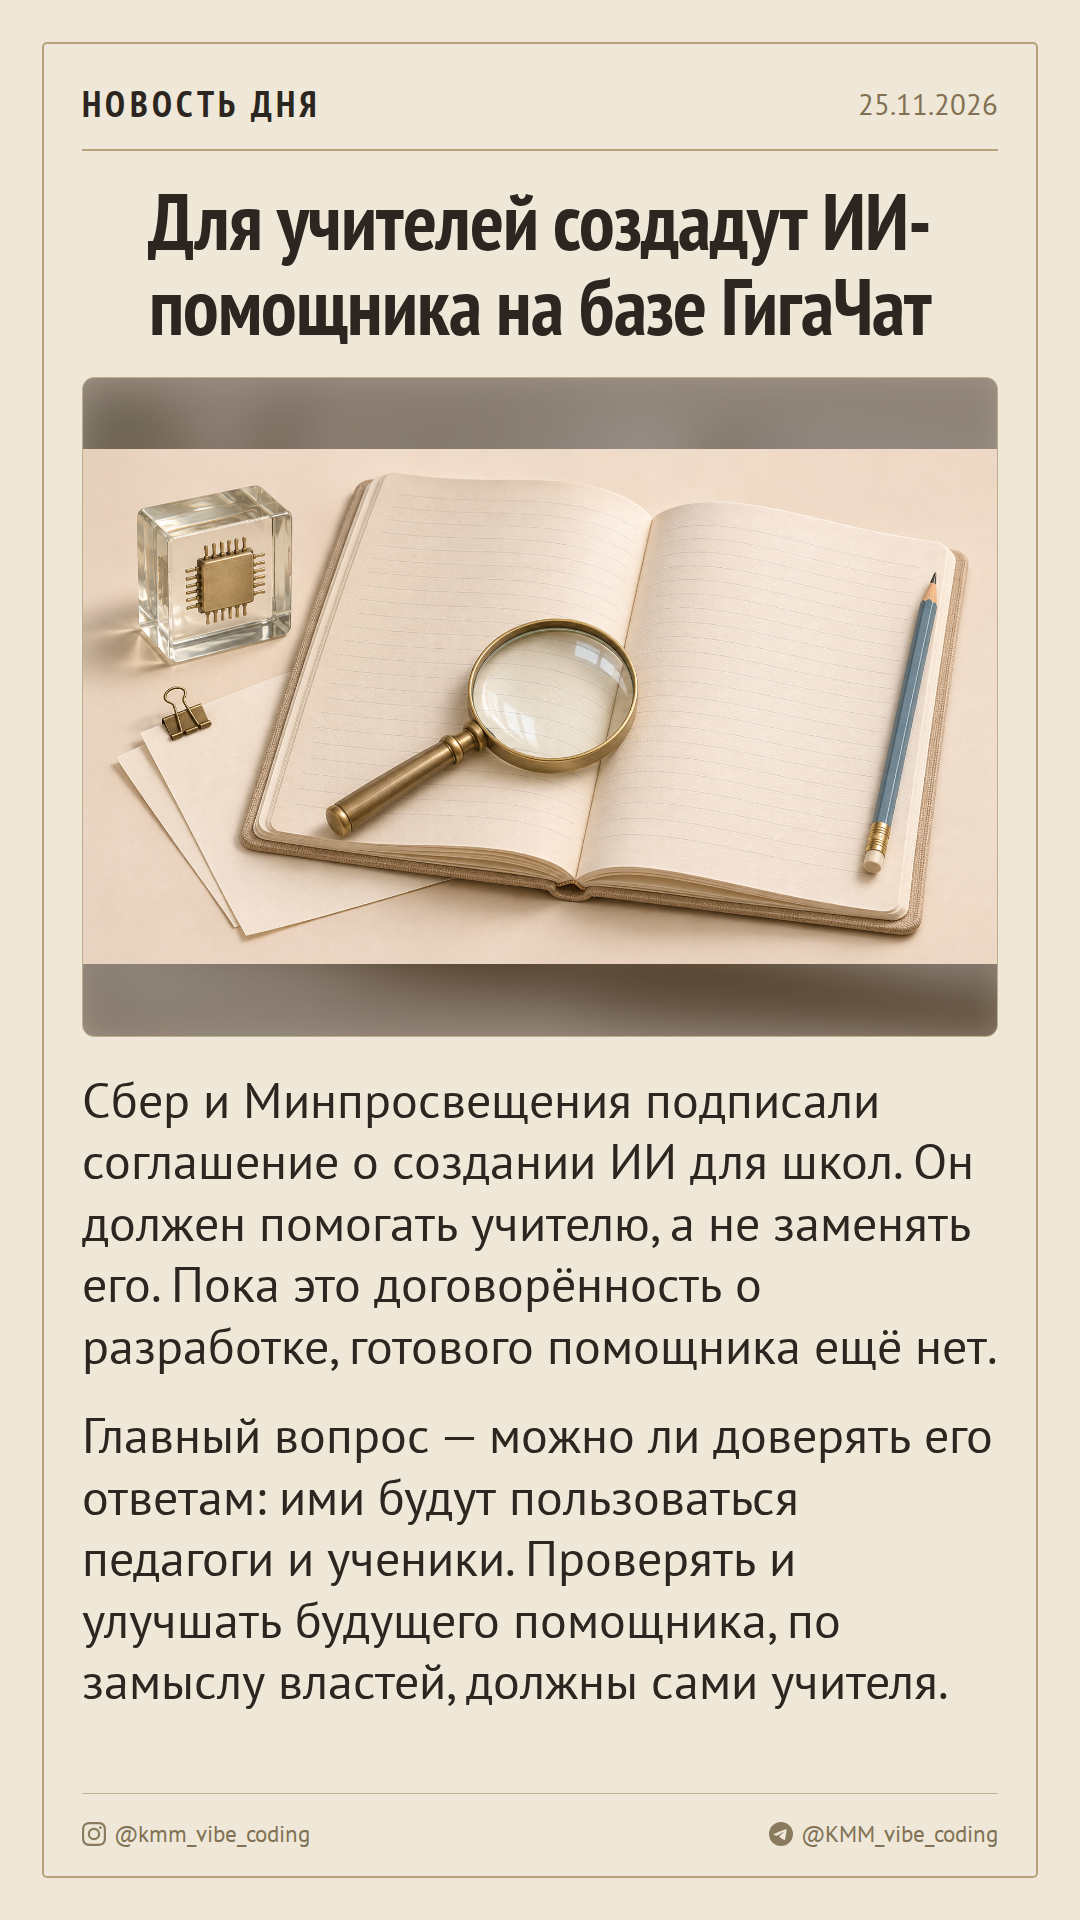 НОВОСТЬ ДНЯ
25.11.2026
Для учителей создадут ИИ-
помощника на базе ГигаЧат
Сбер и Минпросвещения подписали
соглашение о создании ИИ для школ. Он
должен помогать учителю, а не заменять
его. Пока это договорённость о
разработке, готового помощника ещё нет.
Главный вопрос — можно ли доверять его
ответам: ими будут пользоваться
педагоги и ученики. Проверять и
улучшать будущего помощника, по
замыслу властей, должны сами учителя.
@kmm_vibe_coding
@KMM_vibe_coding